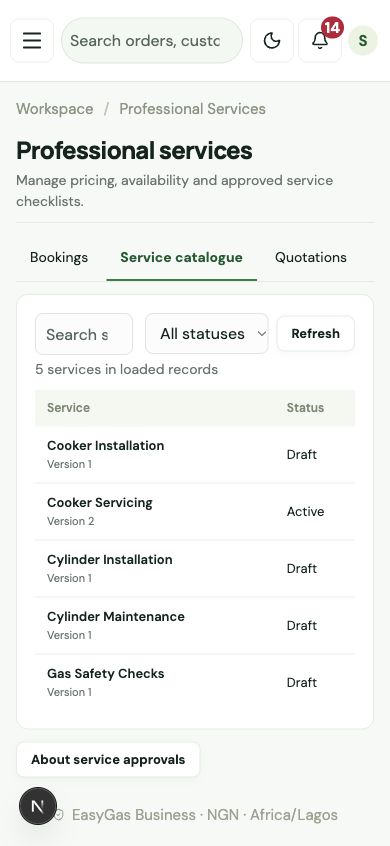 Search orders, custo
14
S
Workspace / Professional Services
Professional services
Manage pricing, availability and approved service
checklists.
Bookings Service catalogue Quotations
Search s All statuses Refresh
5 services in loaded records
Service Status
Cooker Installation
Version 1
Draft
Cooker Servicing
Version 2
Active
Cylinder Installation
Version 1
Draft
Cylinder Maintenance
Version 1
Draft
Gas Safety Checks
Version 1
Draft
About service approvals
N
EasyGas Business · NGN · Africa/Lagos